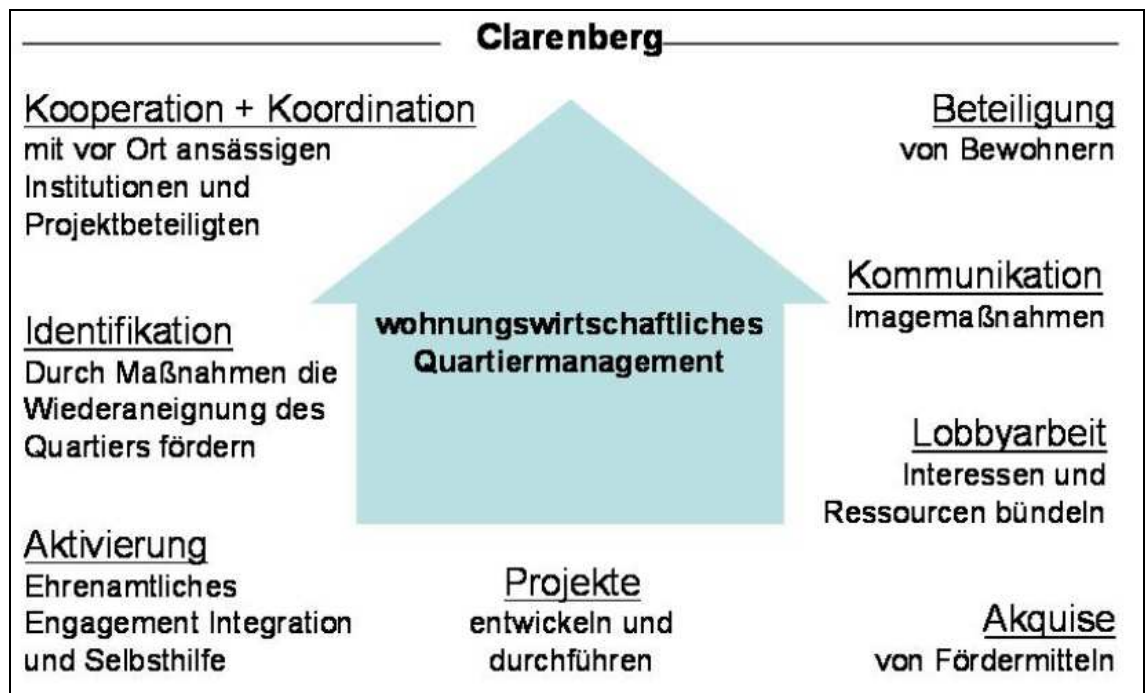 Clarenberg
Kooperation + Koordination
mit vor Ort ansässigen
Institutionen und
Projektbeteiligten
Identifikation
Durch Maßnahmen die
Wiederaneignung des
Quartiers fördern
Aktivierung
Ehrenamtliches
Engagement Integration
und Selbsthilfe
wohnungswirtschaftliches
Quartiermanagement
Projekte
entwickeln und
durchführen
Beteiligung
von Bewohnern
Kommunikation
Imagemaßnahmen
Lobbyarbeit
Interessen und
Ressourcen bündeln
Akquise
von Fördermitteln